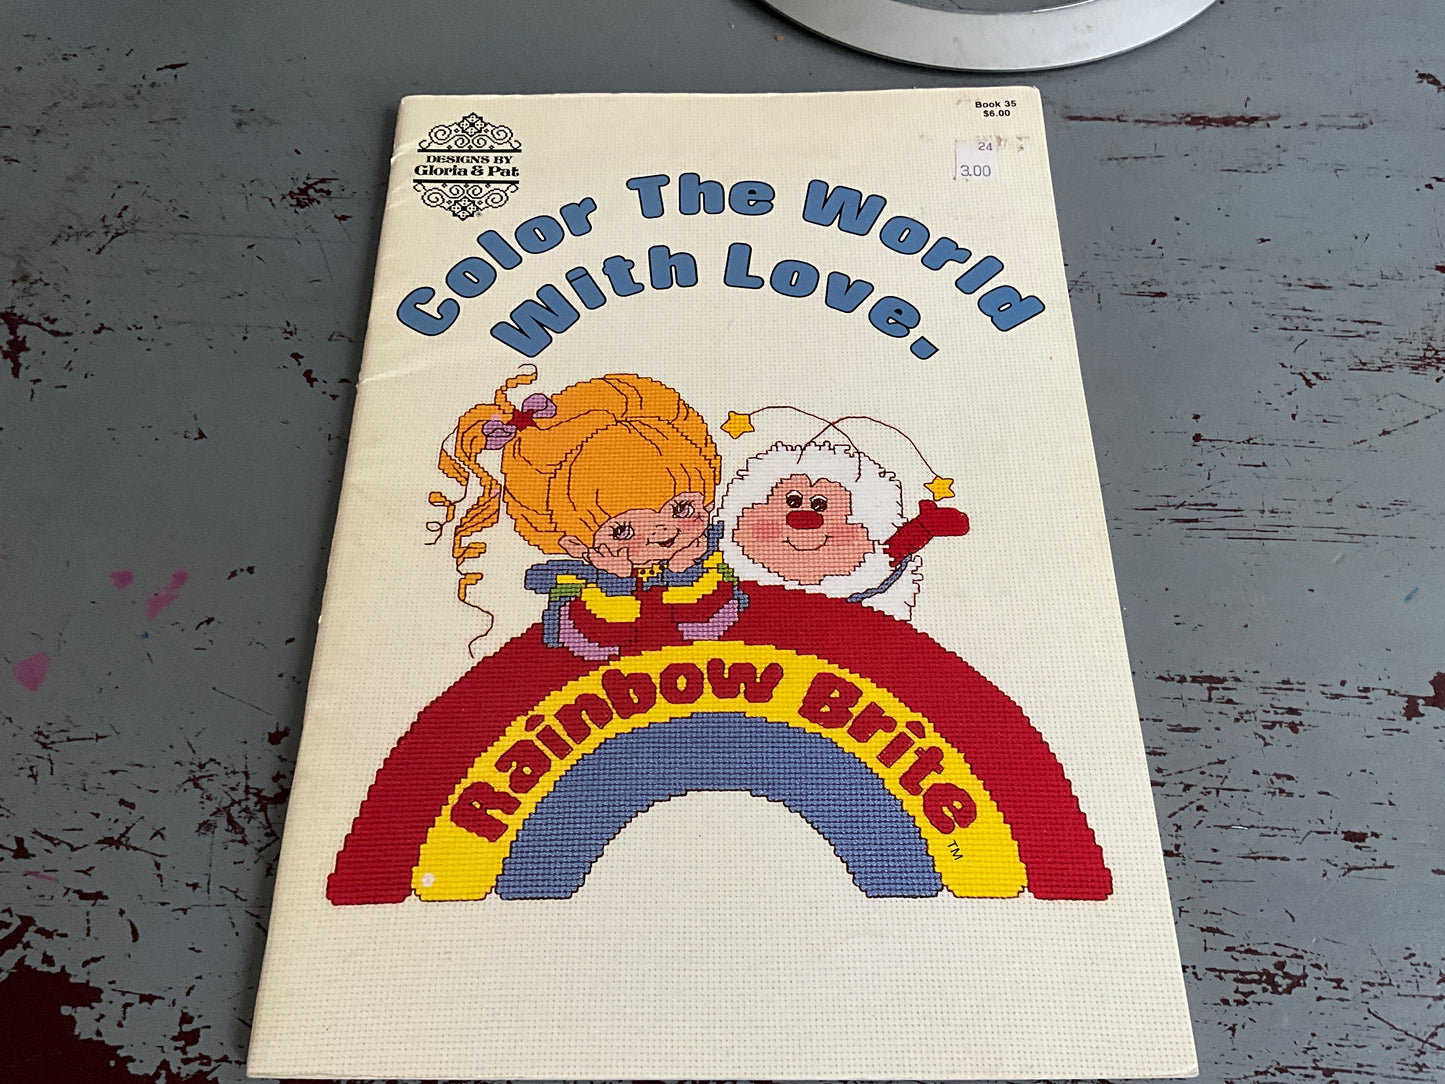 DESIGNS BY
Gloria & Pat
®
Book 35
$6.00
24
3.00
Color The World
With Love.
Rainbow Brite
TM